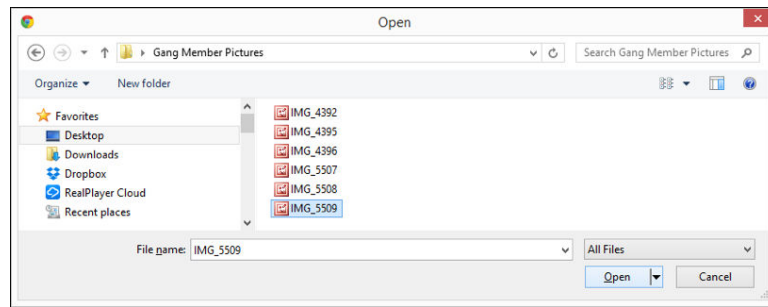 Open
Gang Member Pictures
Search Gang Member Pictures
Organize
New folder
Favorites
Desktop
Downloads
Dropbox
RealPlayer Cloud
Recent places
IMG_4392
IMG_4395
IMG_4396
IMG_5507
IMG_5508
IMG_5509
File name: IMG_5509
All Files
Open
Cancel